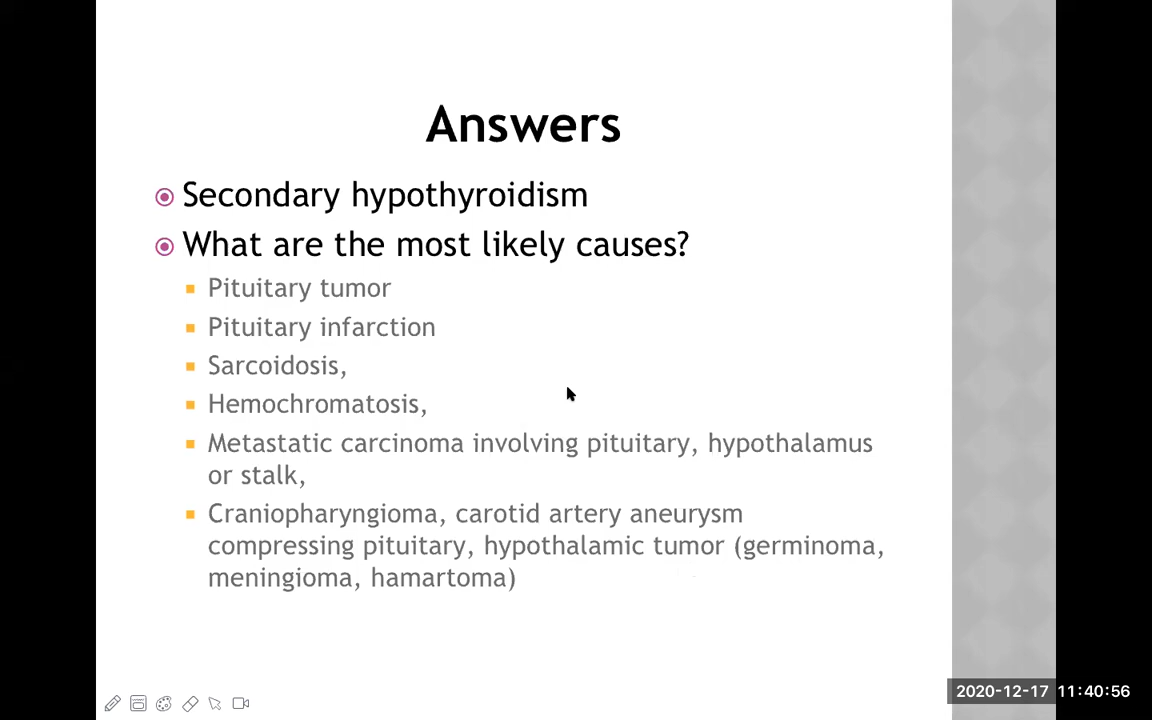 Answers
Secondary hypothyroidism
What are the most likely causes?
Pituitary tumor
Pituitary infarction
Sarcoidosis,
Hemochromatosis,
Metastatic carcinoma involving pituitary, hypothalamus
or stalk,
Craniopharyngioma, carotid artery aneurysm
compressing pituitary, hypothalamic tumor (germinoma,
meningioma, hamartoma)
2020-12-17 11:40:56